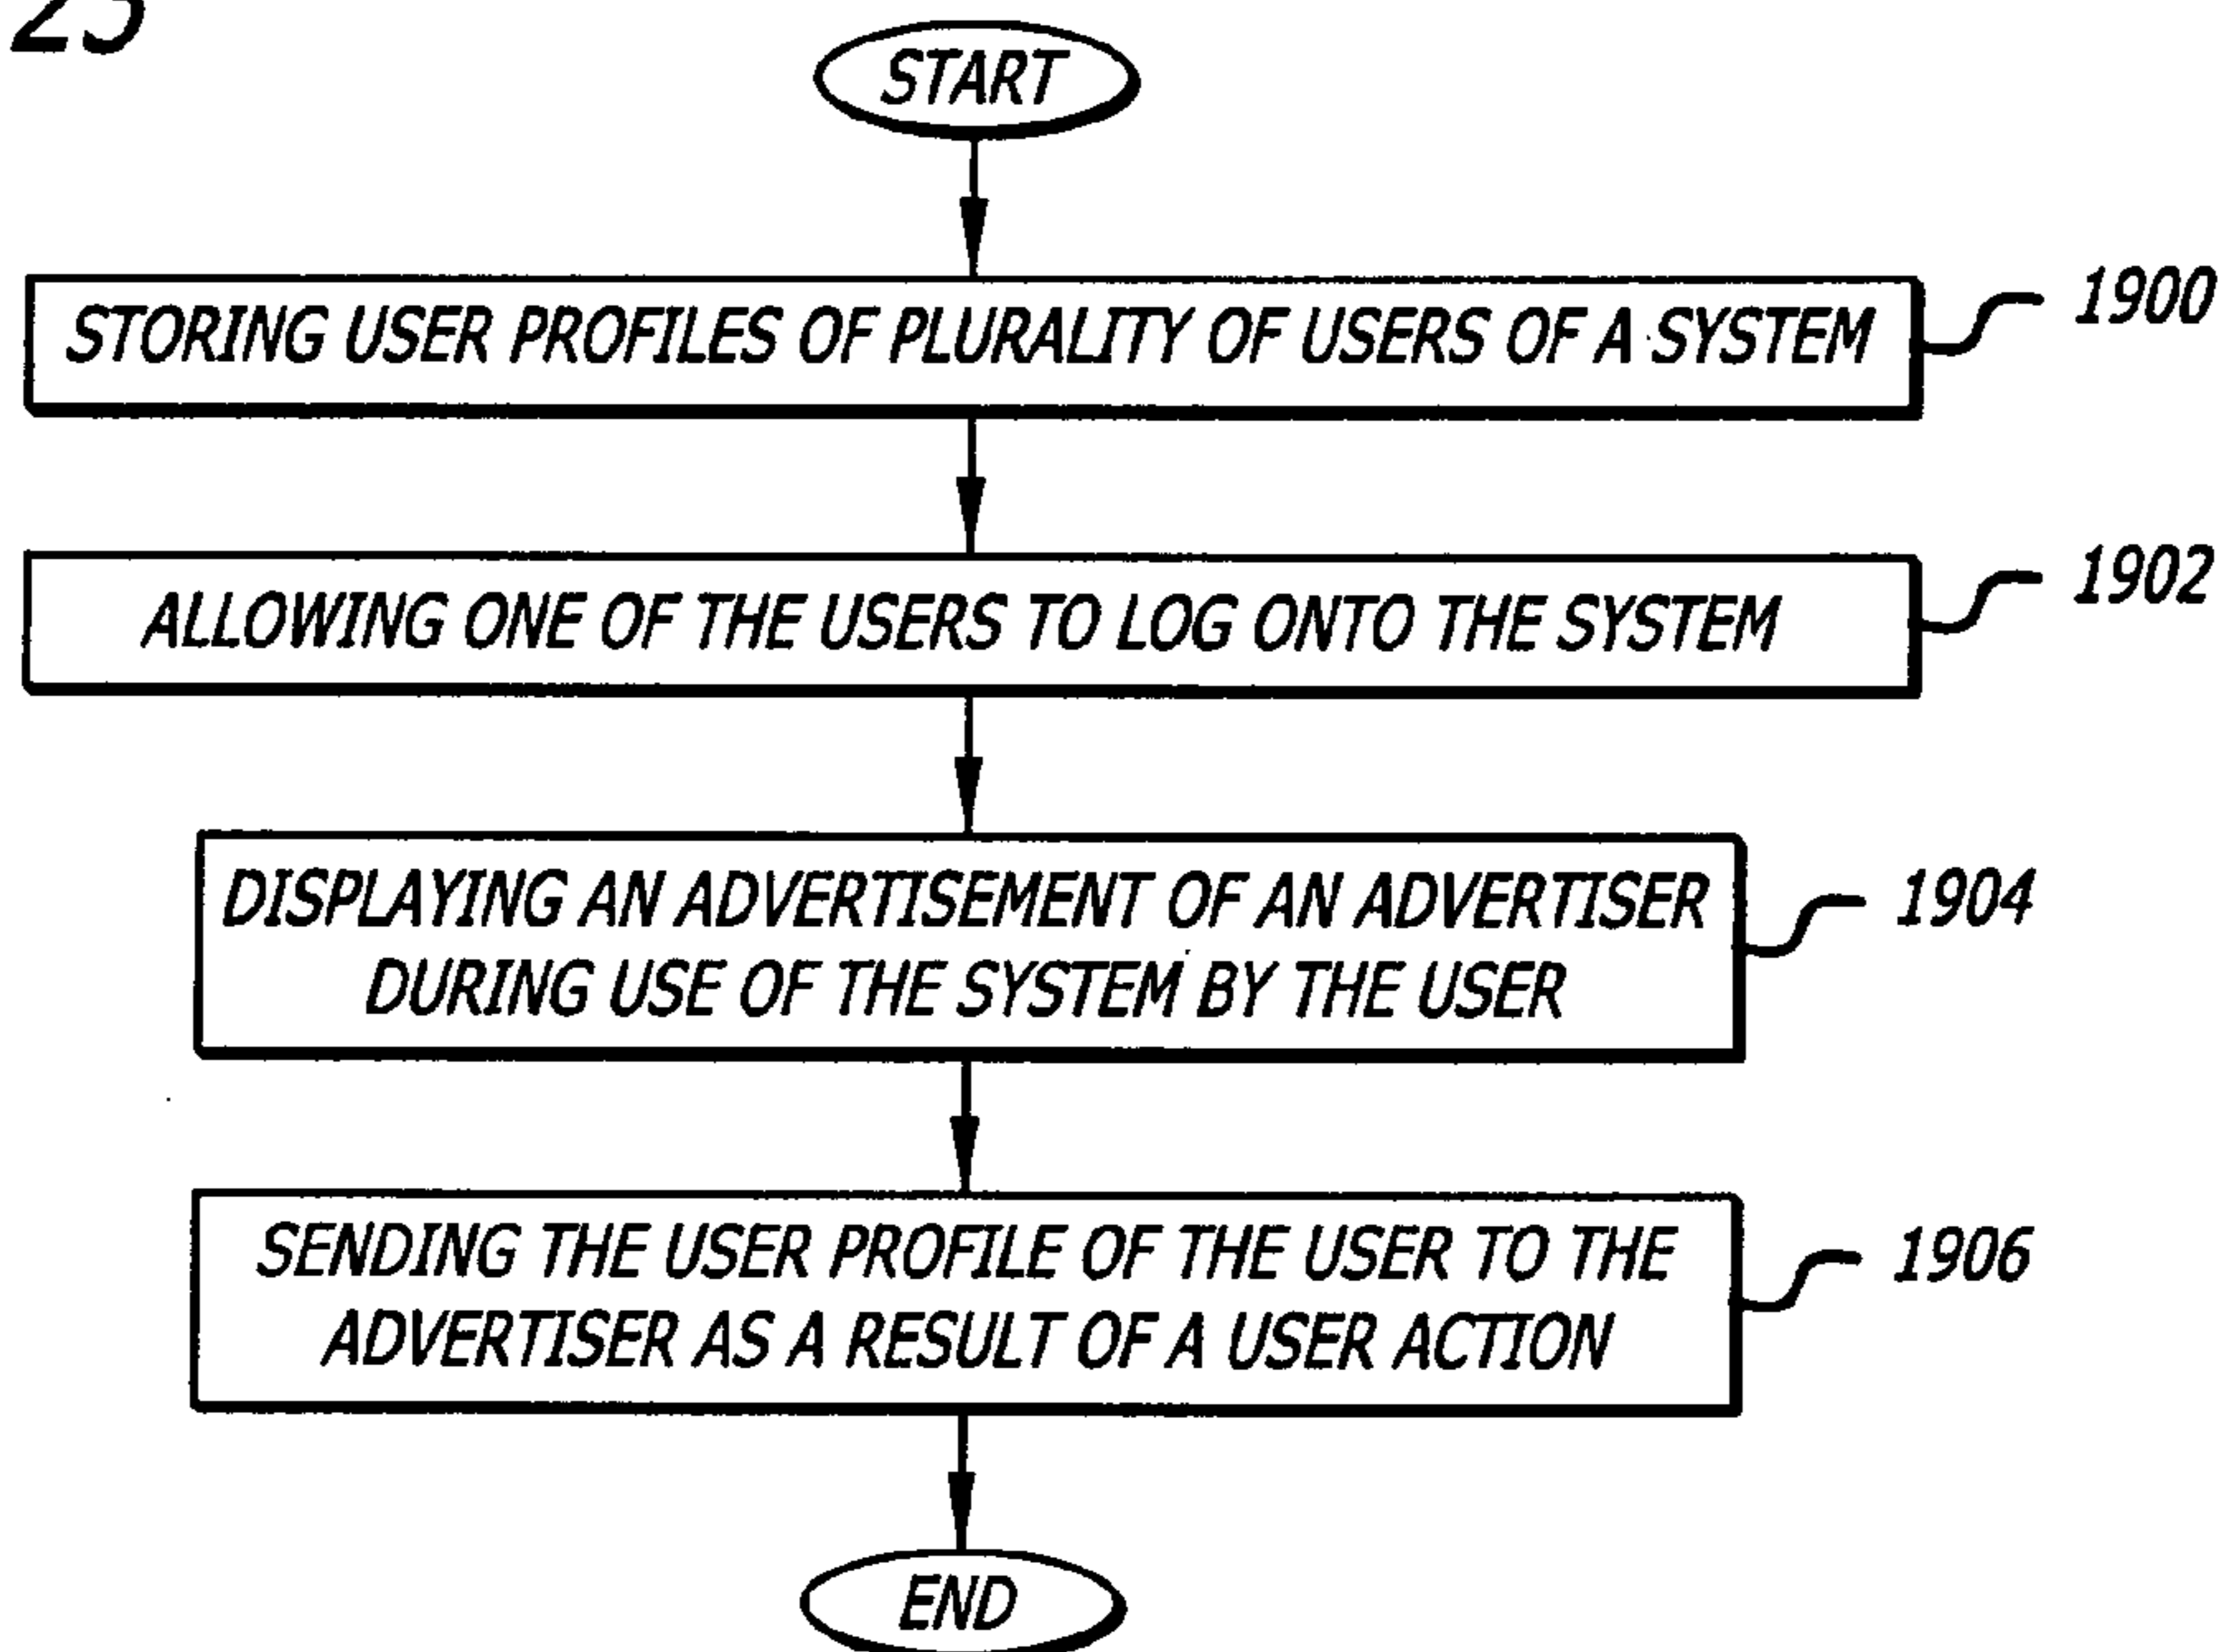 25
START
STORING USER PROFILES OF PLURALITY OF USERS OF A SYSTEM
1900
ALLOWING ONE OF THE USERS TO LOG ONTO THE SYSTEM
1902
DISPLAYING AN ADVERTISEMENT OF AN ADVERTISER
DURING USE OF THE SYSTEM BY THE USER
1904
SENDING THE USER PROFILE OF THE USER TO THE
ADVERTISER AS A RESULT OF A USER ACTION
1906
END